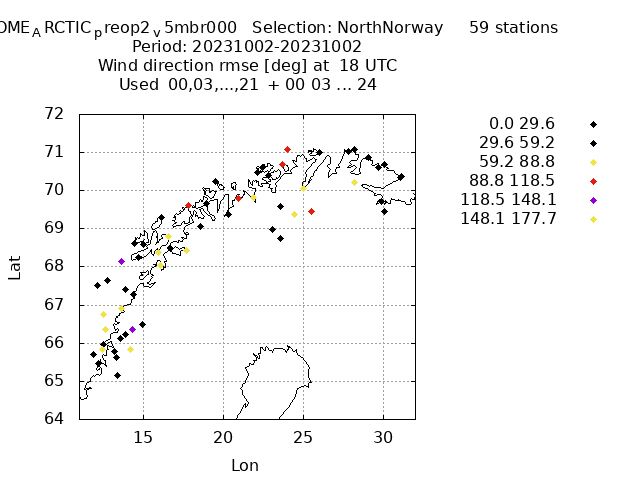 OME_A RCTIC_p reop2_v 5mbr000 Selection: NorthNorway 59 stations
Period: 20231002-20231002
Wind direction rmse [deg] at 18 UTC
Used 00,03,...,21 + 00 03 ... 24
72
71
70
69
68
67
66
65
64
Lat
15 20 25 30
Lon
0.0 29.6
29.6 59.2
59.2 88.8
88.8 118.5
118.5 148.1
148.1 177.7